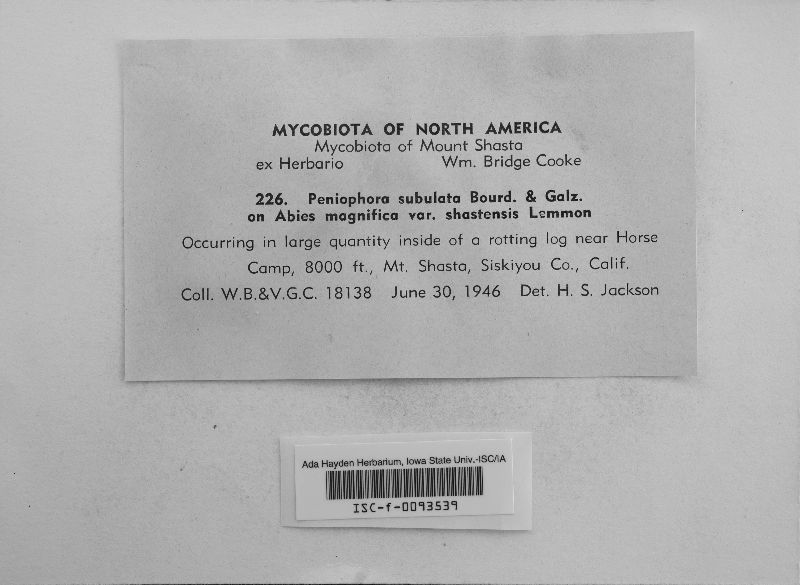 MYCOBIOTA OF NORTH AMERICA
Mycobiota of Mount Shasta
ex Herbario Wm. Bridge Cooke
226. Peniophora subulata Bourd. & Galz.
on Abies magnifica var. shastensis Lemmon
Occurring in large quantity inside of a rotting log near Horse
Camp, 8000 ft., Mt. Shasta, Siskiyou Co., Calif.
Coll. W.B.&V.G.C. 18138 June 30, 1946 Det. H. S. Jackson
Ada Hayden Herbarium, Iowa State Univ.-ISC/IA
ISC-f-0093539